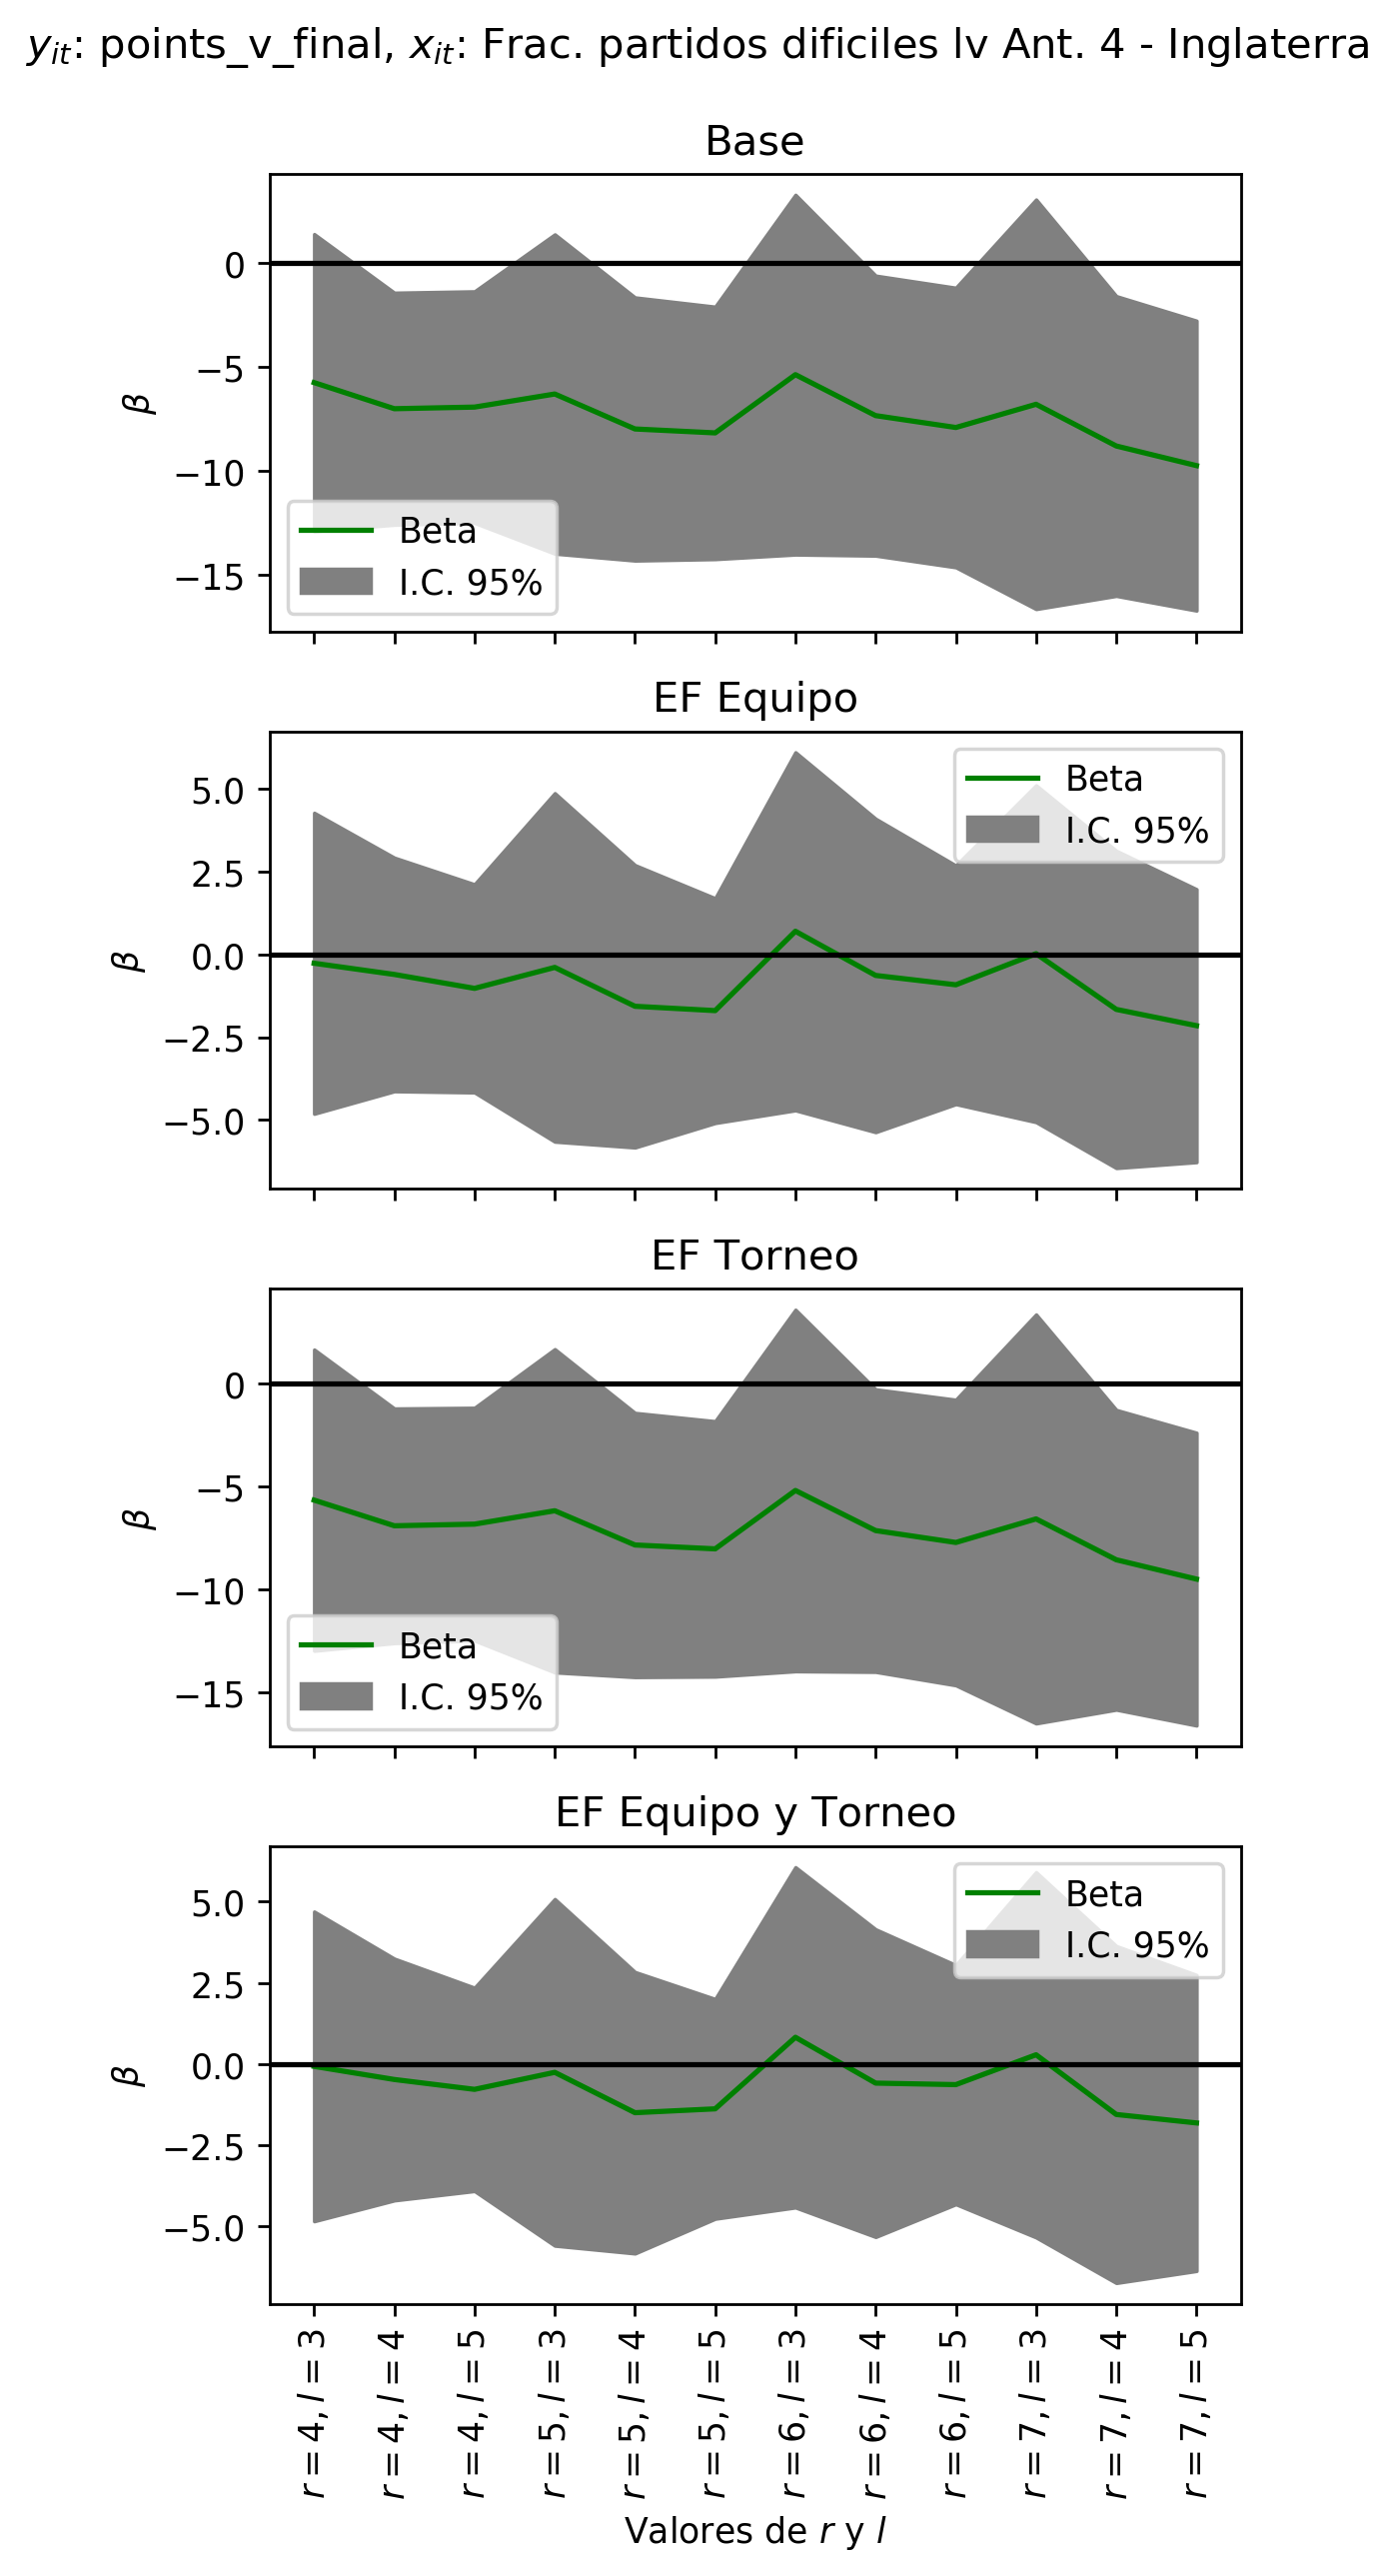 y_it: points_v_final, x_it: Frac. partidos dificiles lv Ant. 4 - Inglaterra
Base
0
−5
−10
−15
β
Beta
I.C. 95%
EF Equipo
5.0
2.5
0.0
−2.5
−5.0
β
Beta
I.C. 95%
EF Torneo
0
−5
−10
−15
β
Beta
I.C. 95%
EF Equipo y Torneo
5.0
2.5
0.0
−2.5
−5.0
β
Beta
I.C. 95%
r = 4, l = 3
r = 4, l = 4
r = 4, l = 5
r = 5, l = 3
r = 5, l = 4
r = 5, l = 5
r = 6, l = 3
r = 6, l = 4
r = 6, l = 5
r = 7, l = 3
r = 7, l = 4
r = 7, l = 5
Valores de r y l